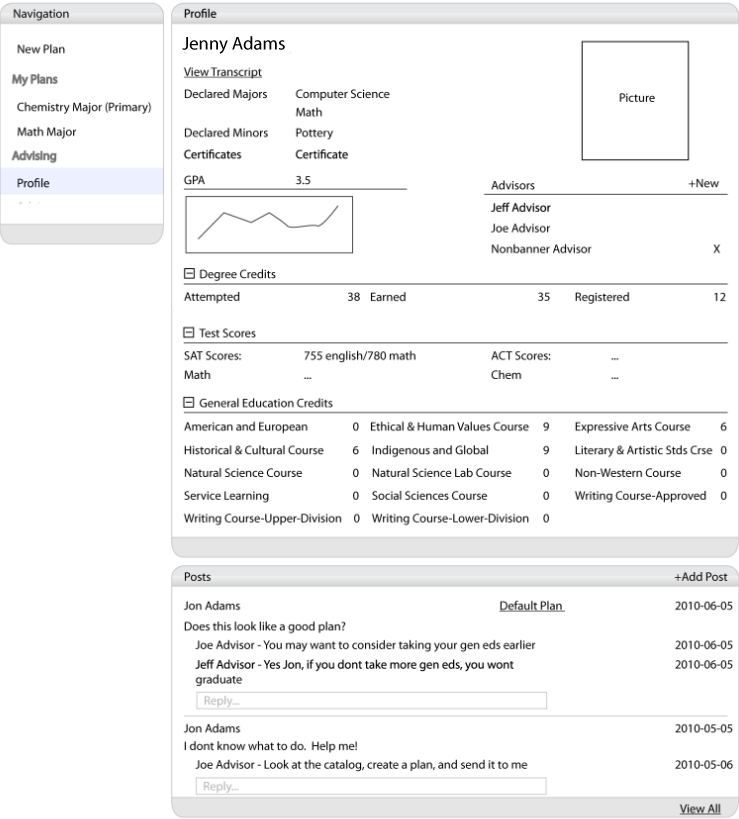 Navigation
New Plan
My Plans
Chemistry Major (Primary)
Math Major
Advising
Profile
Profile
Jenny Adams
View Transcript
Declared Majors Computer Science
Math
Declared Minors Pottery
Certificates Certificate
GPA 3.5
Picture
Advisors +New
Jeff Advisor
Joe Advisor
Nonbanner Advisor X
Degree Credits
Attempted 38 Earned 35 Registered 12
Test Scores
SAT Scores: 755 english/780 math ACT Scores: ...
Math ... Chem ...
General Education Credits
American and European 0 Ethical & Human Values Course 9 Expressive Arts Course 6
Historical & Cultural Course 6 Indigenous and Global 9 Literary & Artistic Stds Crse 0
Natural Science Course 0 Natural Science Lab Course 0 Non-Western Course 0
Service Learning 0 Social Sciences Course 0 Writing Course-Approved 0
Writing Course-Upper-Division 0 Writing Course-Lower-Division 0
Posts +Add Post
Jon Adams Default Plan 2010-06-05
Does this look like a good plan?
Joe Advisor - You may want to consider taking your gen eds earlier 2010-06-05
Jeff Advisor - Yes Jon, if you dont take more gen eds, you wont 2010-06-05
graduate
Reply...
Jon Adams 2010-05-05
I dont know what to do. Help me!
Joe Advisor - Look at the catalog, create a plan, and send it to me 2010-05-06
Reply...
View All